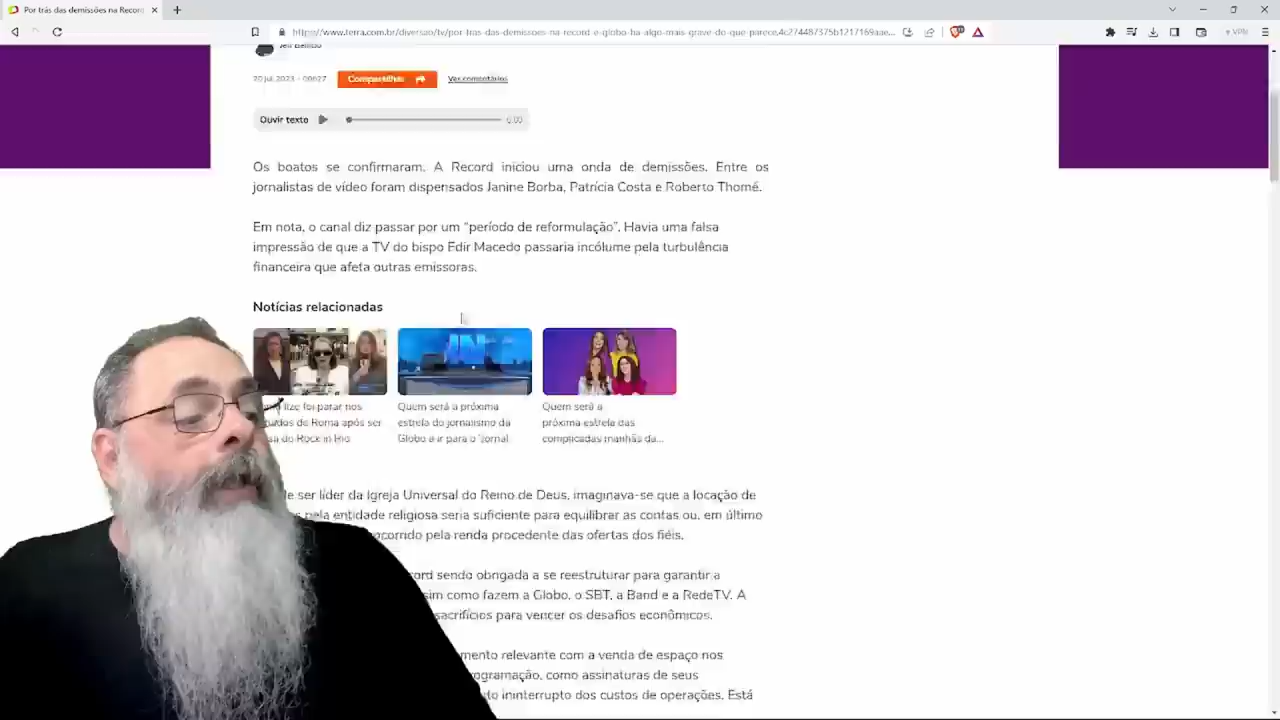 Por trás das demissões na Record
https://www.terra.com.br/diversao/tv/por-tras-das-demissoes-na-record-e-globo-ha-algo-mais-grave-do-que-parece,4c274487375b1217169aae...
VPN
Jeff Benício
20 jul 2023 - 09h27
Compartilhar
Ver comentários
Ouvir texto
0:00
Os boatos se confirmaram. A Record iniciou uma onda de demissões. Entre os
jornalistas de vídeo foram dispensados Janine Borba, Patrícia Costa e Roberto Thomé.
Em nota, o canal diz passar por um “período de reformulação”. Havia uma falsa
impressão de que a TV do bispo Edir Macedo passaria incólume pela turbulência
financeira que afeta outras emissoras.
Notícias relacionadas
Ilze foi parar nos
de Roma após ser
do Rock in Rio
Quem será a próxima
estrela do jornalismo da
Globo a ir para o 'Jornal
Quem será a
próxima estrela das
complicadas manhãs da...
de ser líder da Igreja Universal do Reino de Deus, imaginava-se que a locação de
pela entidade religiosa seria suficiente para equilibrar as contas ou, em último
corrido pela renda procedente das ofertas dos fiéis.
cord sendo obrigada a se reestruturar para garantir a
sim como fazem a Globo, o SBT, a Band e a RedeTV. A
sacrifícios para vencer os desafios econômicos.
mento relevante com a venda de espaço nos
ogramação, como assinaturas de seus
to ininterrupto dos custos de operações. Está